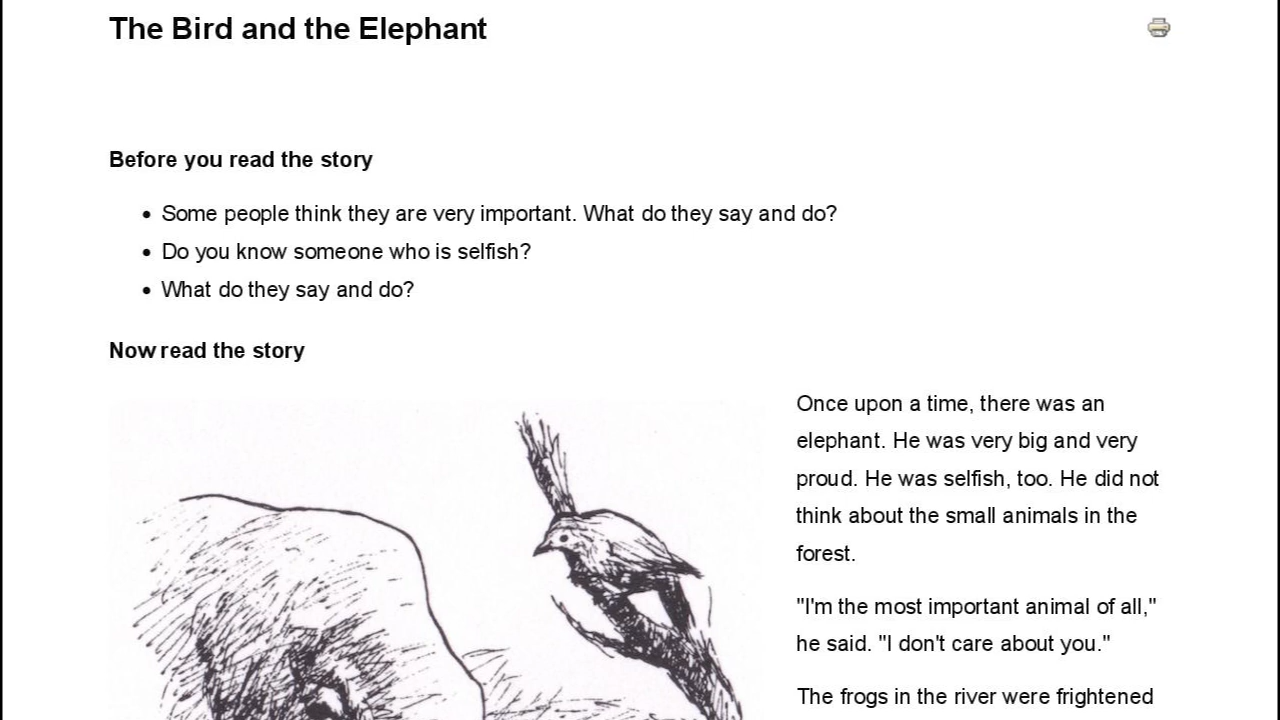 The Bird and the Elephant
Before you read the story
Some people think they are very important. What do they say and do?
Do you know someone who is selfish?
What do they say and do?
Now read the story
Once upon a time, there was an
elephant. He was very big and very
proud. He was selfish, too. He did not
think about the small animals in the
forest.
"I'm the most important animal of all,"
he said. "I don't care about you."
The frogs in the river were frightened